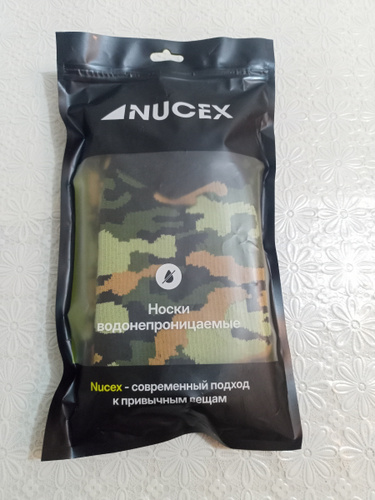 NUCEX
Носки
водонепроницаемые
Nucex - современный подход
к привычным вещам